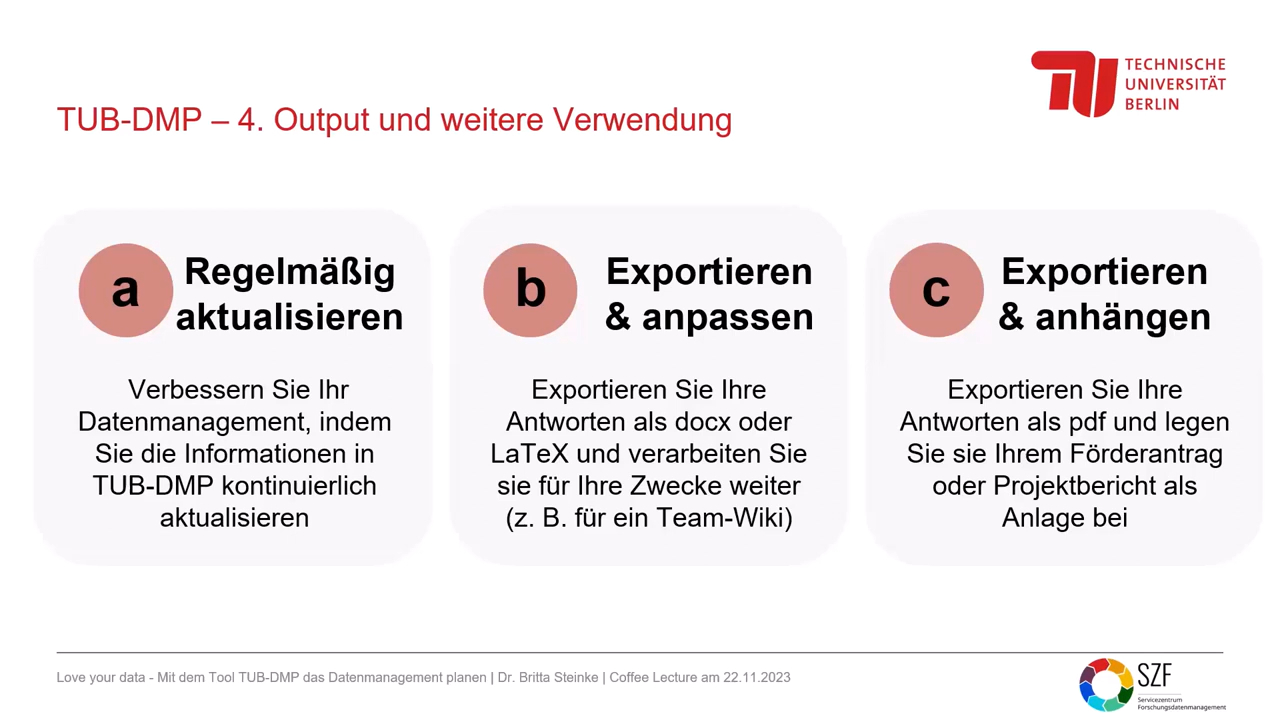 TECHNISCHE
UNIVERSITÄT
BERLIN
TUB-DMP – 4. Output und weitere Verwendung
a
Regelmäßig
aktualisieren
Verbessern Sie Ihr
Datenmanagement, indem
Sie die Informationen in
TUB-DMP kontinuierlich
aktualisieren
b
Exportieren
& anpassen
Exportieren Sie Ihre
Antworten als docx oder
LaTeX und verarbeiten Sie
sie für Ihre Zwecke weiter
(z. B. für ein Team-Wiki)
c
Exportieren
& anhängen
Exportieren Sie Ihre
Antworten als pdf und legen
Sie sie Ihrem Förderantrag
oder Projektbericht als
Anlage bei
Love your data - Mit dem Tool TUB-DMP das Datenmanagement planen | Dr. Britta Steinke | Coffee Lecture am 22.11.2023
SZF
Servicezentrum
Forschungsdatenmanagement